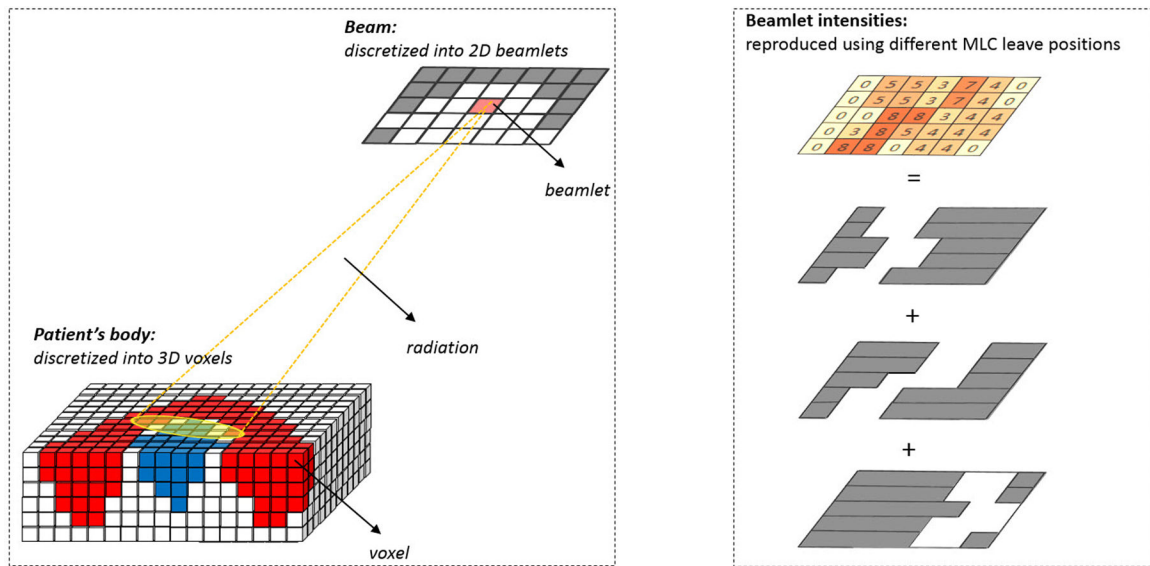 Beam:
discretized into 2D beamlets
beamlet
radiation
Patient's body:
discretized into 3D voxels
voxel
Beamlet intensities:
reproduced using different MLC leave positions
0 5 5 3 7 4 0
0 5 5 3 7 4 0
0 0 8 8 3 4 4
0 3 8 5 4 4 4
0 8 8 0 4 4 0
=
+
+